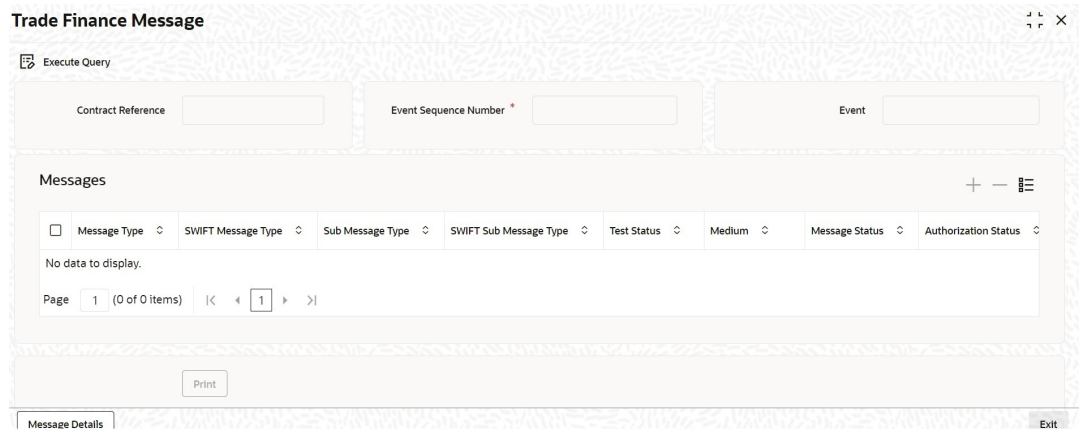 Trade Finance Message
Execute Query
Contract Reference Event Sequence Number * Event
Messages
Message Type SWIFT Message Type Sub Message Type SWIFT Sub Message Type Test Status Medium Message Status Authorization Status
No data to display.
Page 1 (0 of 0 items) 1
Print
Message Details Exit